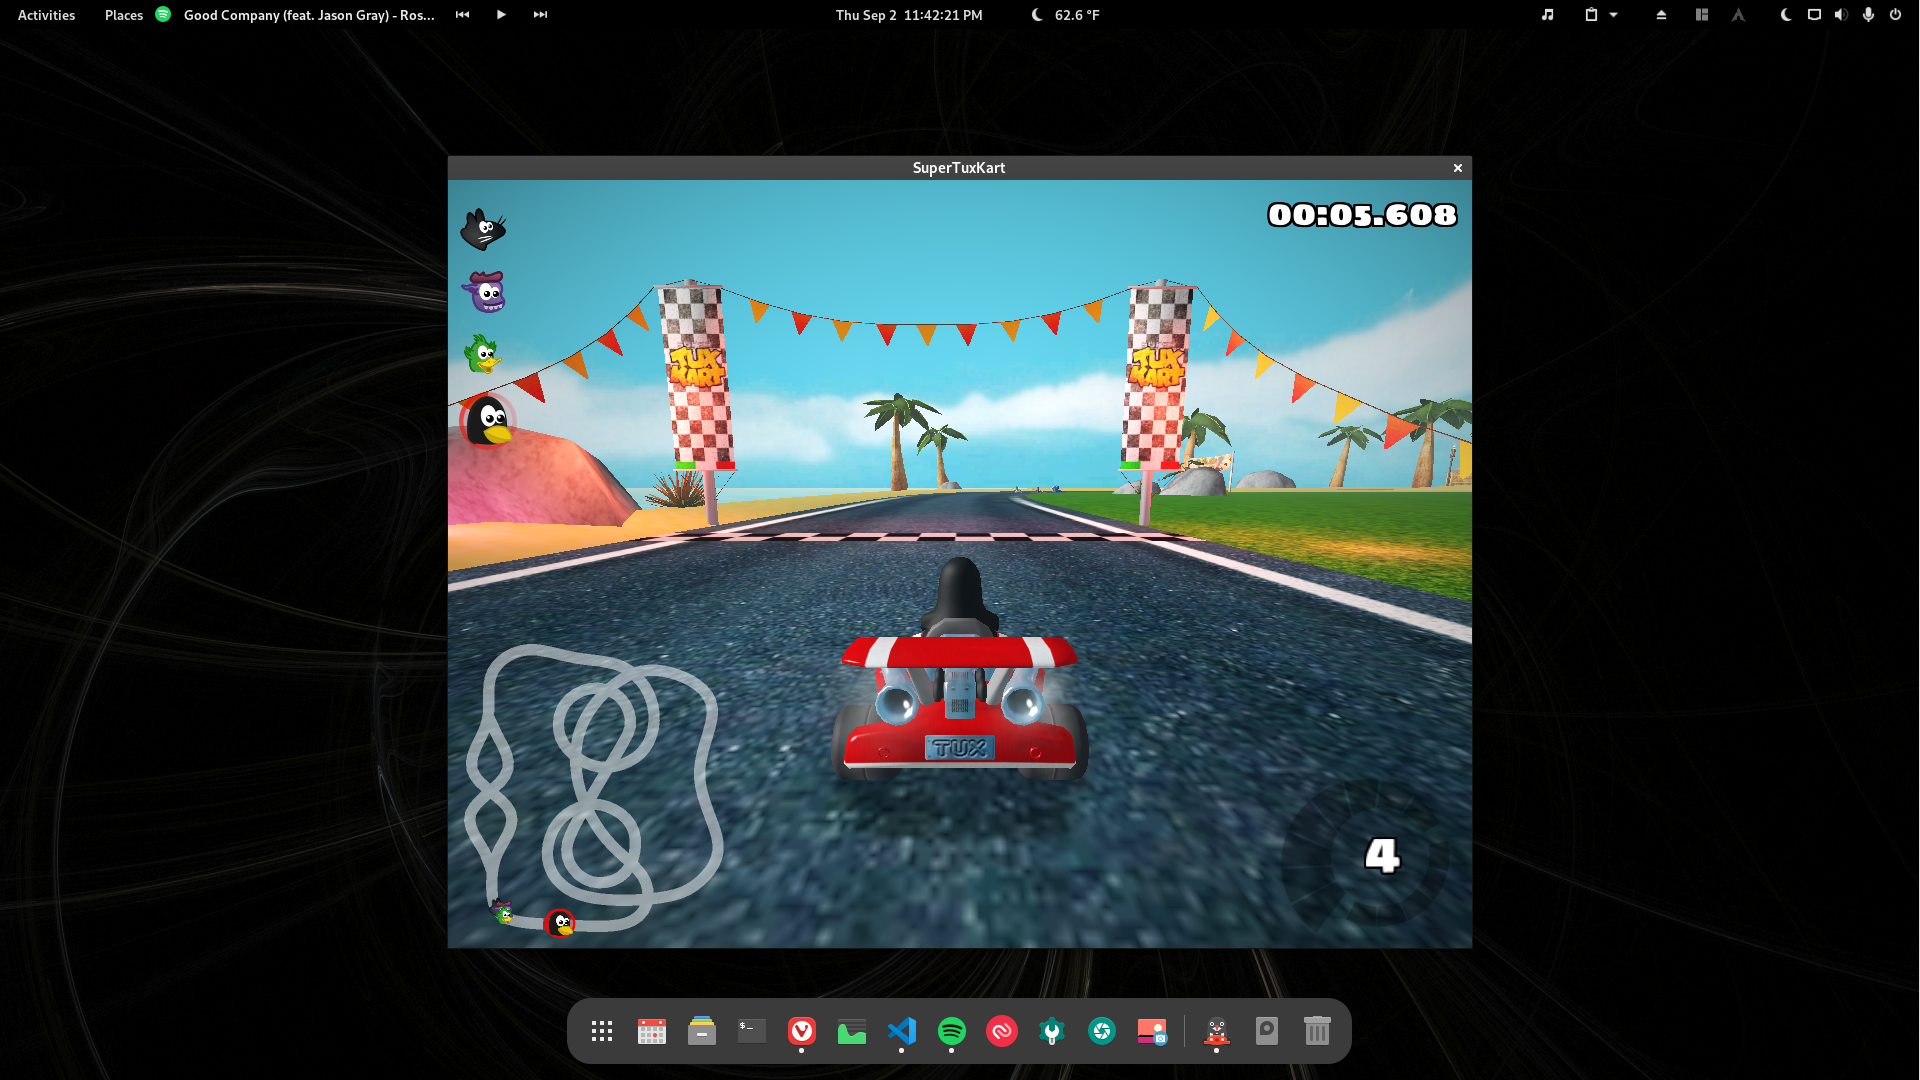 Activities
Places
Good Company (feat. Jason Gray) - Ros...
Thu Sep 2 11:42:21 PM
62.6 °F
SuperTuxKart
00:05.608
TUX KART
TUX KART
TUX
4
$_